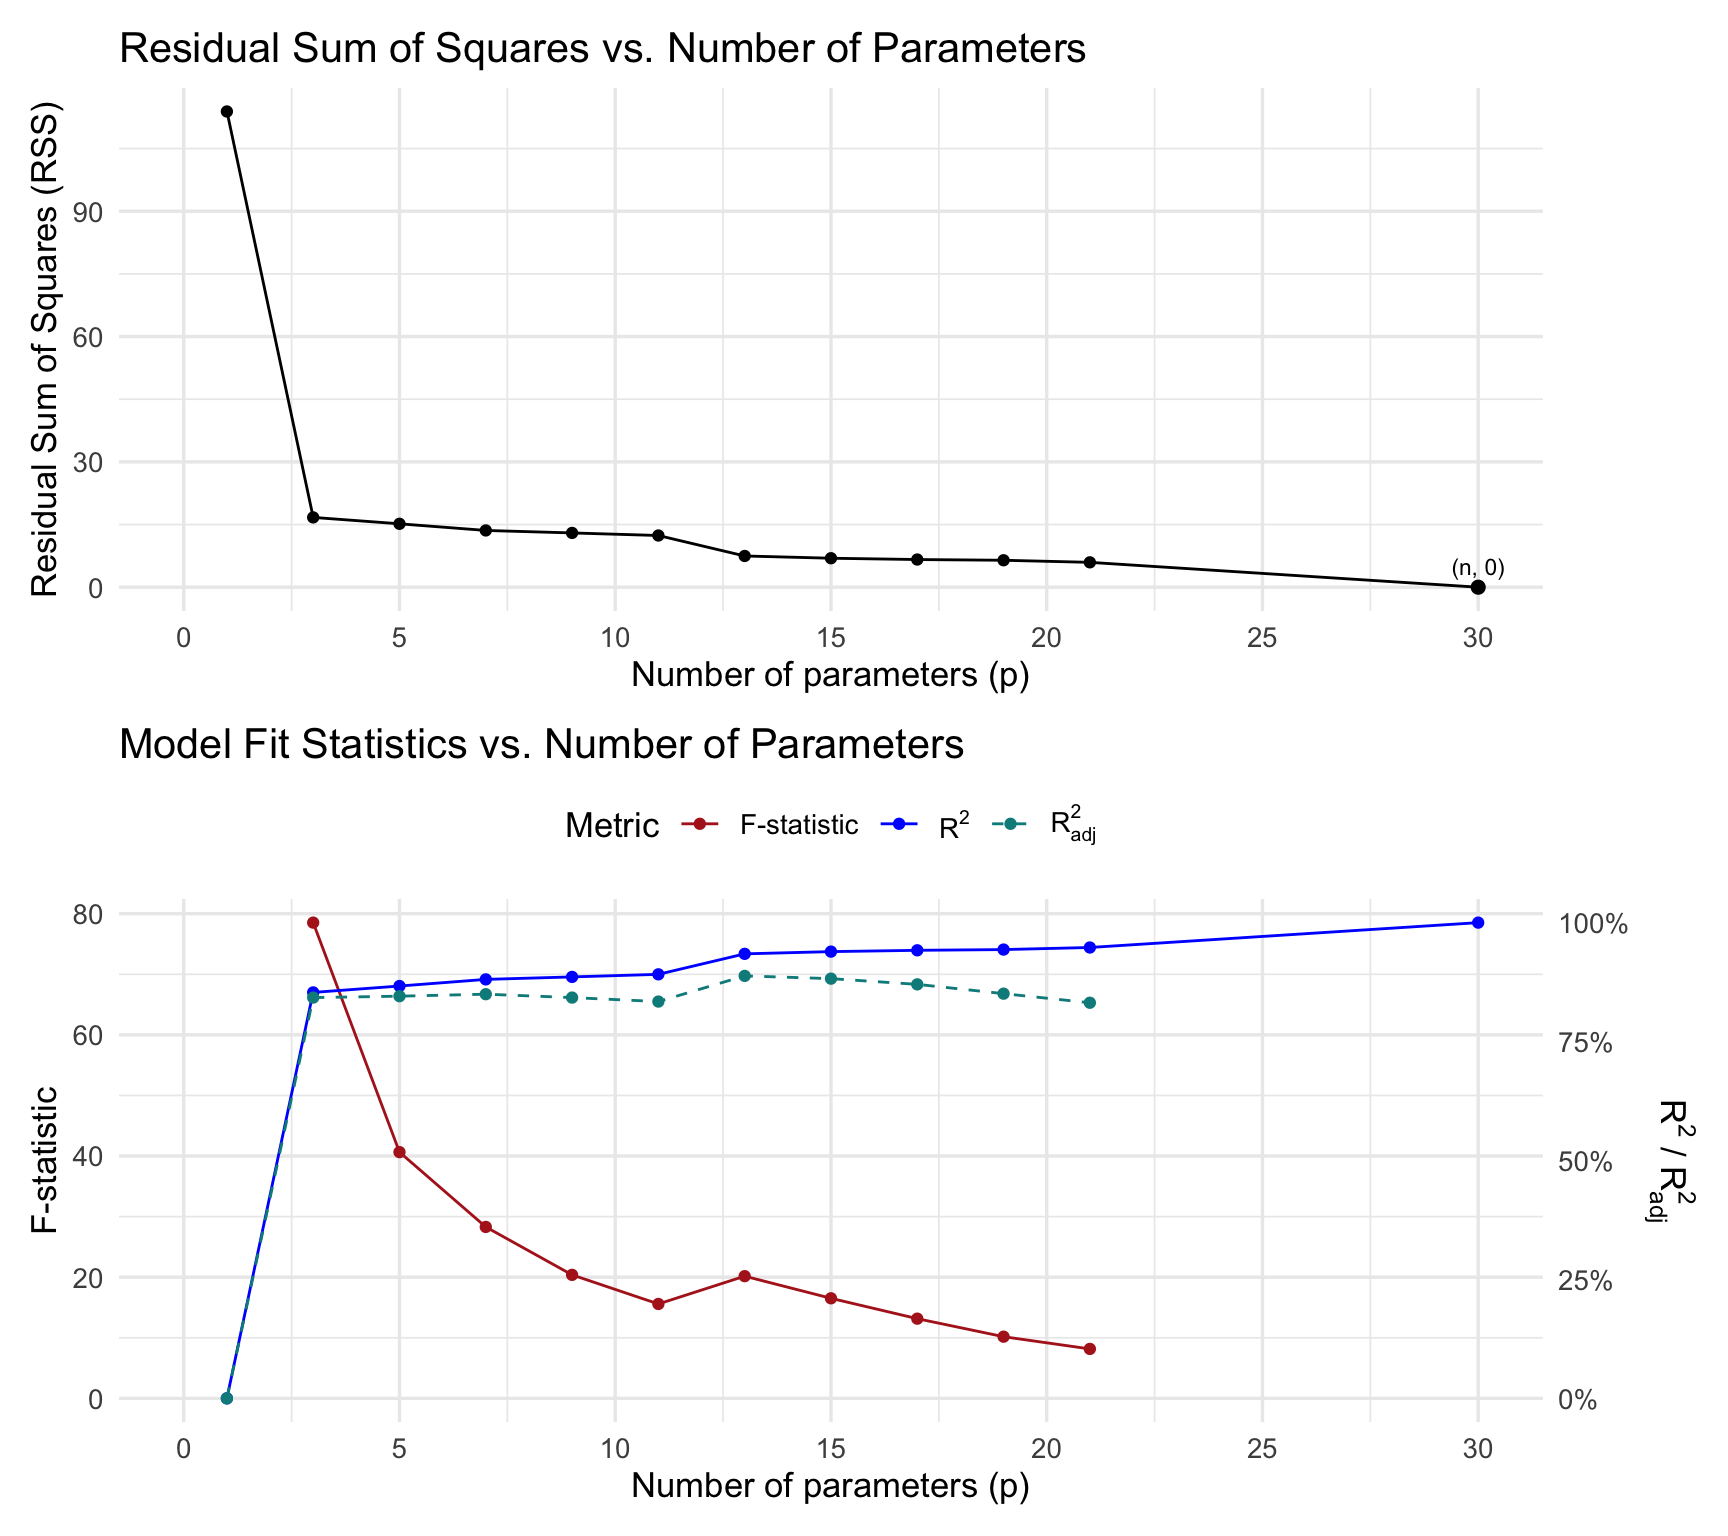 Residual Sum of Squares vs. Number of Parameters
Residual Sum of Squares (RSS)
90
60
30
0
(n, 0)
0 5 10 15 20 25 30
Number of parameters (p)
Model Fit Statistics vs. Number of Parameters
Metric F-statistic R² R²adj
F-statistic
80
60
40
20
0
100%
75%
50%
25%
0%
R² / R²adj
0 5 10 15 20 25 30
Number of parameters (p)